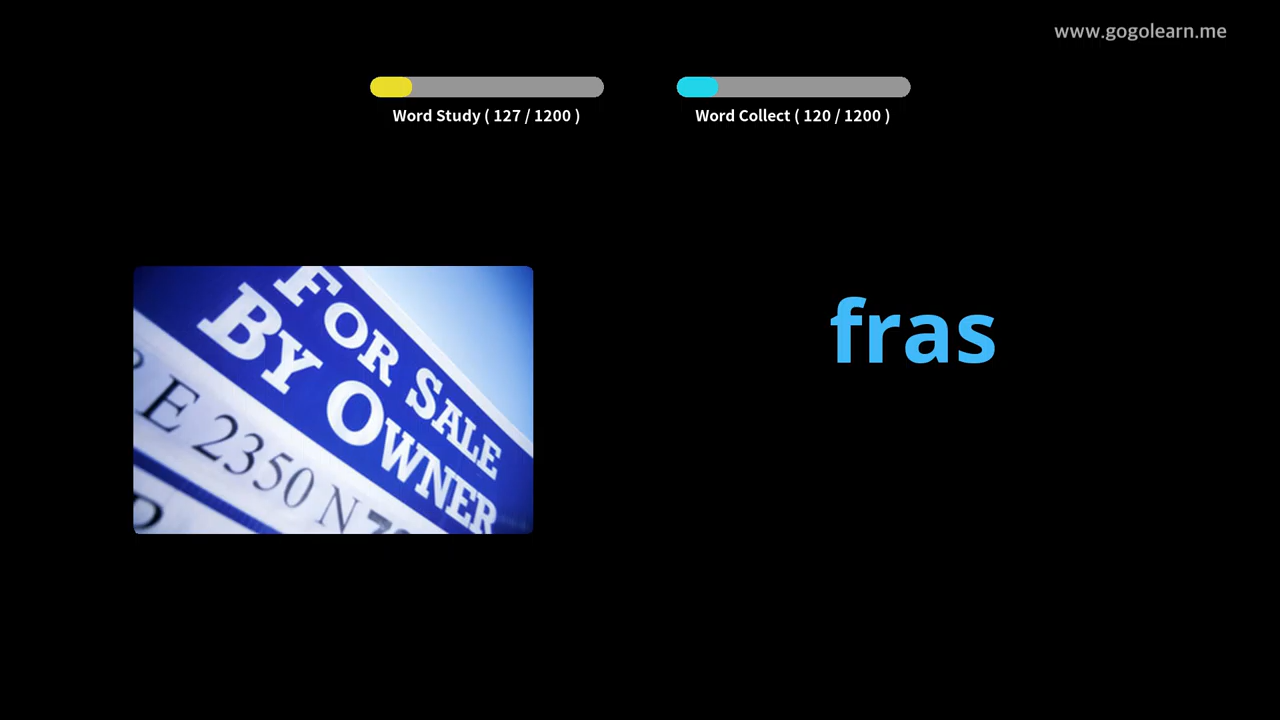 www.gogolearn.me
Word Study ( 127 / 1200 )
Word Collect ( 120 / 1200 )
FOR SALE
BY OWNER
E 2350 N
fras